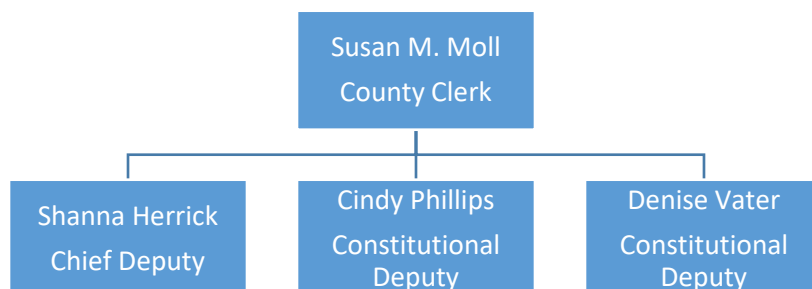 Susan M. Moll
County Clerk
Shanna Herrick
Chief Deputy
Cindy Phillips
Constitutional
Deputy
Denise Vater
Constitutional
Deputy